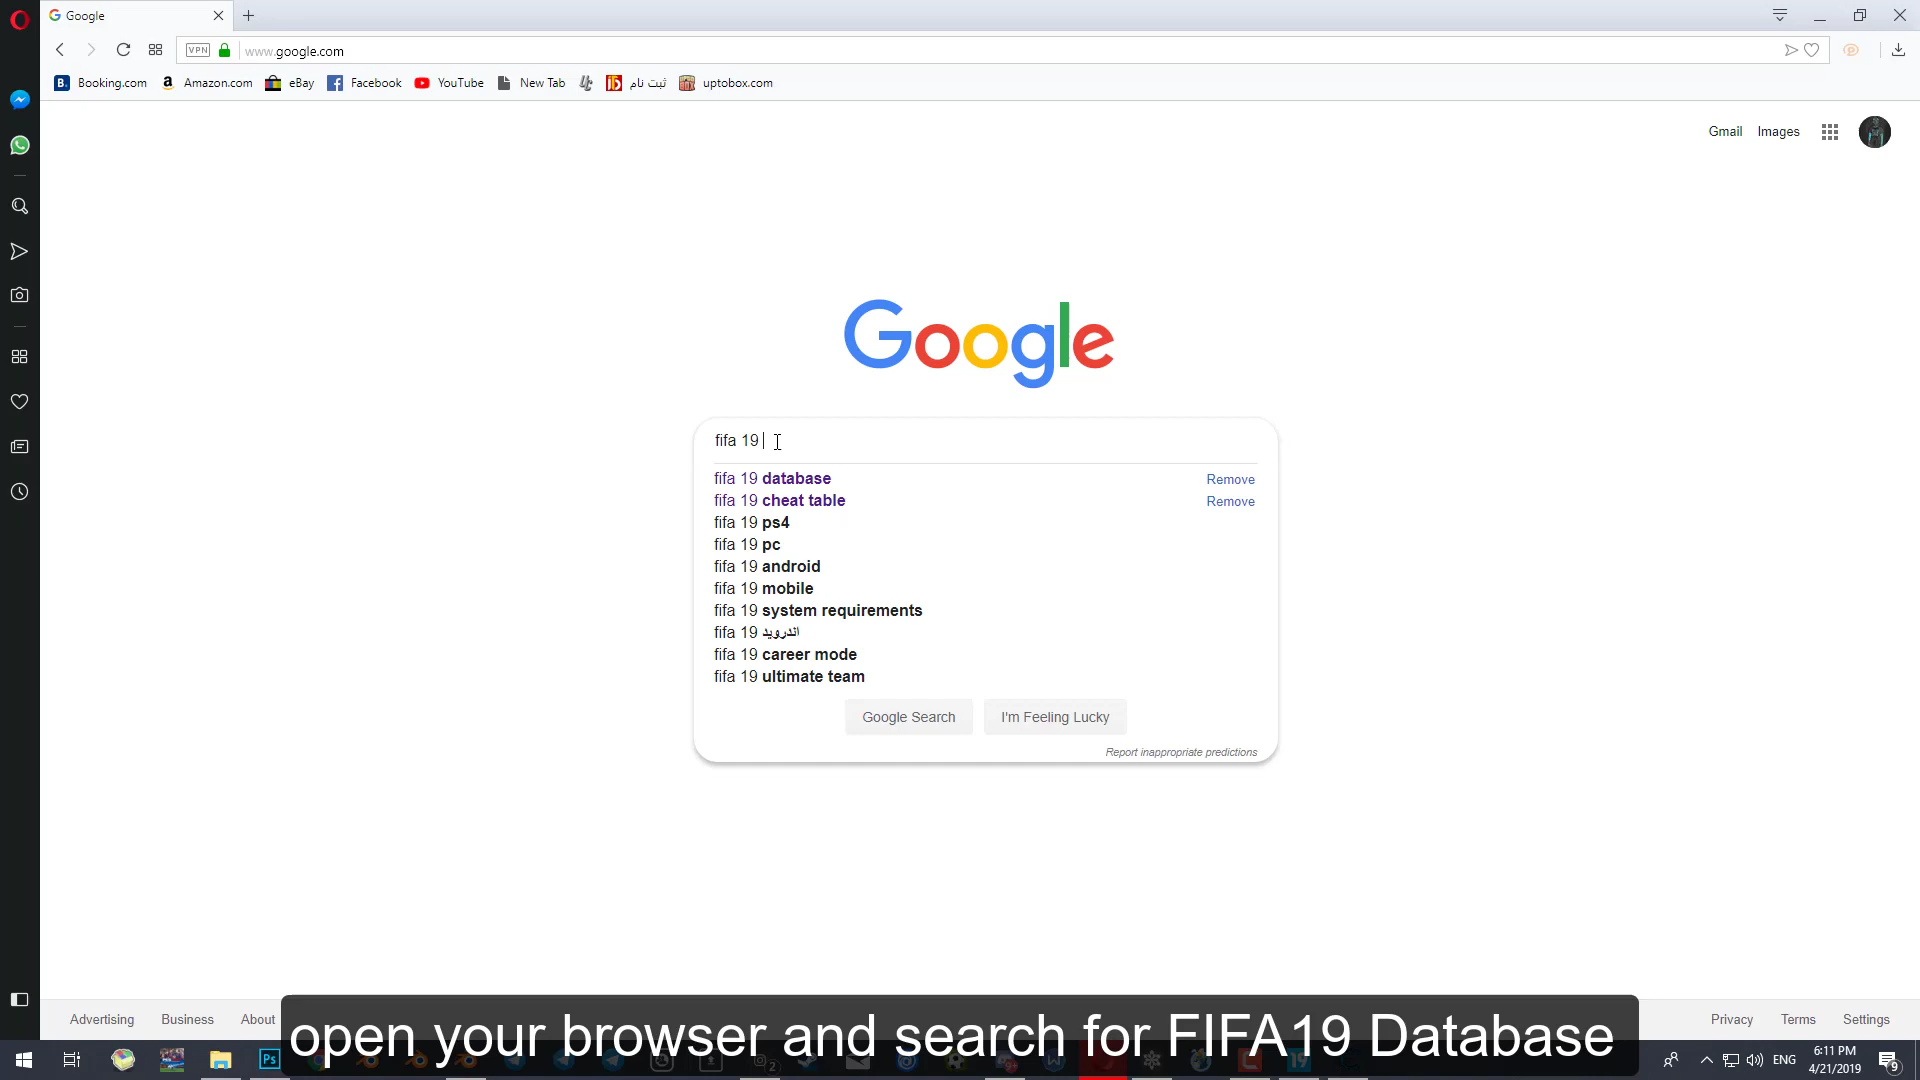 Google
VPN
www.google.com
Booking.com
Amazon.com
eBay
Facebook
YouTube
New Tab
ثبت نام
uptobox.com
Gmail
Images
Google
fifa 19
fifa 19 database
Remove
fifa 19 cheat table
Remove
fifa 19 ps4
fifa 19 pc
fifa 19 android
fifa 19 mobile
fifa 19 system requirements
fifa 19 اندروید
fifa 19 career mode
fifa 19 ultimate team
Google Search
I'm Feeling Lucky
Report inappropriate predictions
Advertising
Business
About
open your browser and search for FIFA19 Database
Privacy
Terms
Settings
Ps
ENG
6:11 PM
4/21/2019
9